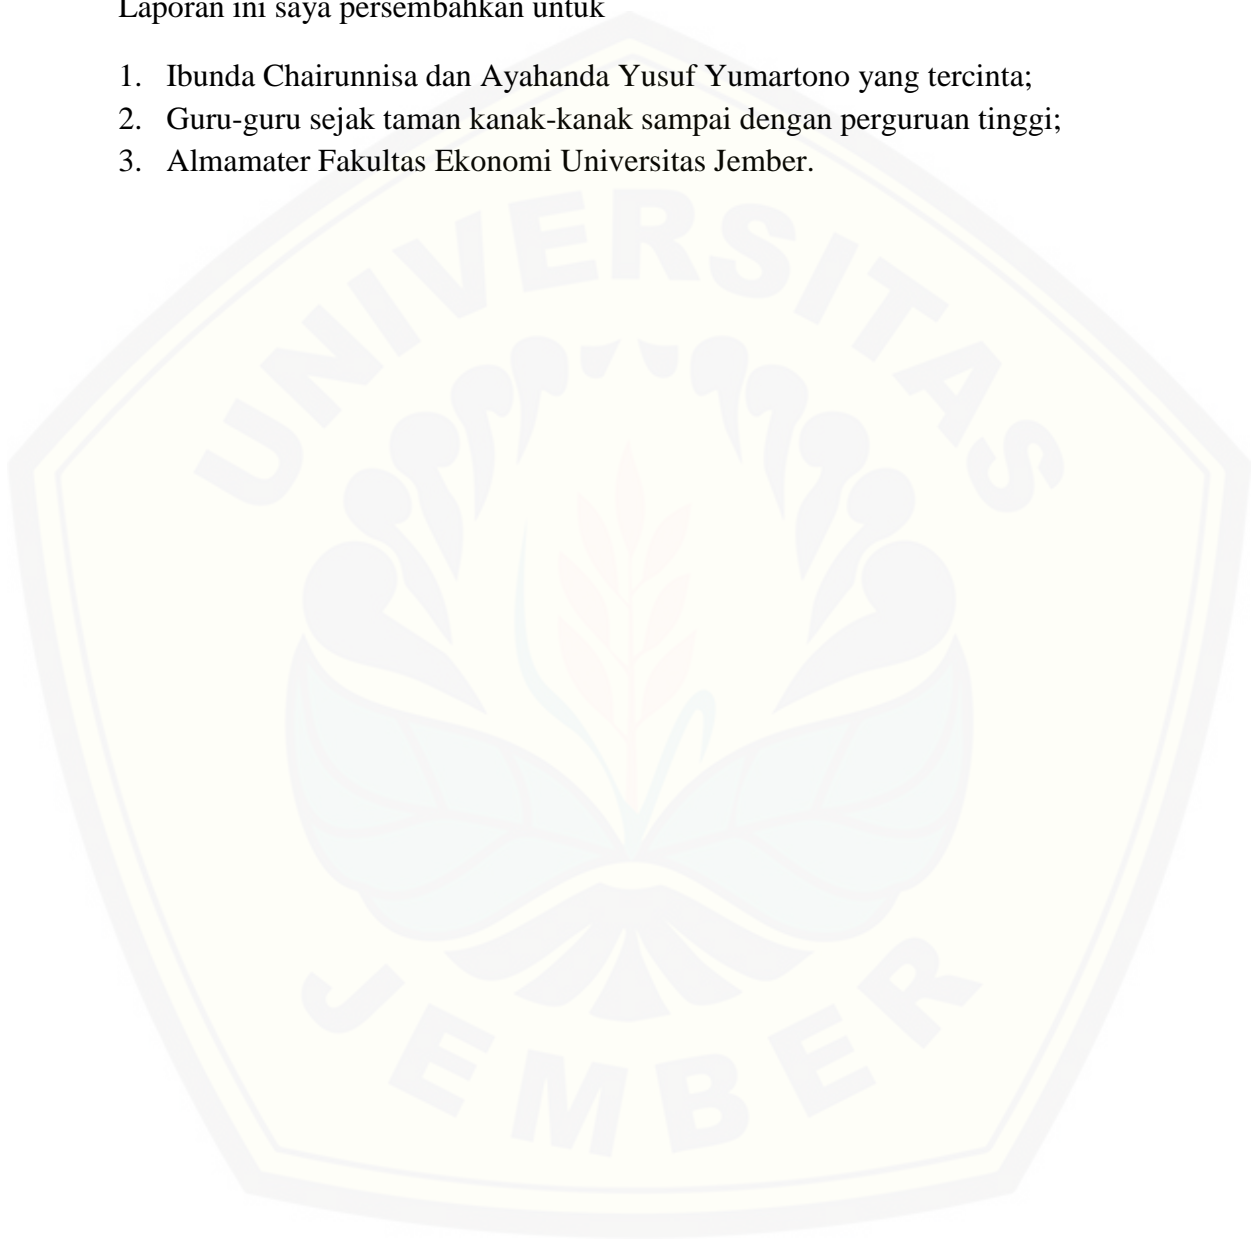 Laporan ini saya persembahkan untuk
1. Ibunda Chairunnisa dan Ayahanda Yusuf Yumartono yang tercinta;
2. Guru-guru sejak taman kanak-kanak sampai dengan perguruan tinggi;
3. Almamater Fakultas Ekonomi Universitas Jember.
UNIVERSITAS
JEMBER